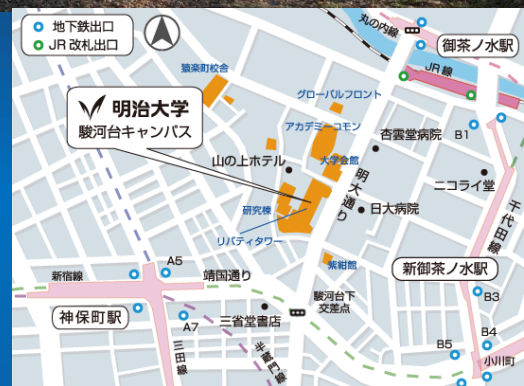 地下鉄出口
JR 改札出口
丸の内線
御茶ノ水駅
JR線
猿楽町校舎
グローバルフロント
明治大学
駿河台キャンパス
アカデミーコモン
杏雲堂病院
B1
大学会館
山の上ホテル
明大通り
ニコライ堂
研究棟
日大病院
千代田線
リバティタワー
紫紺館
新御茶ノ水駅
A5
新宿線
靖国通り
B3
駿河台下
交差点
神保町駅
A7
三省堂書店
三田線
半蔵門線
B4
B5
小川町